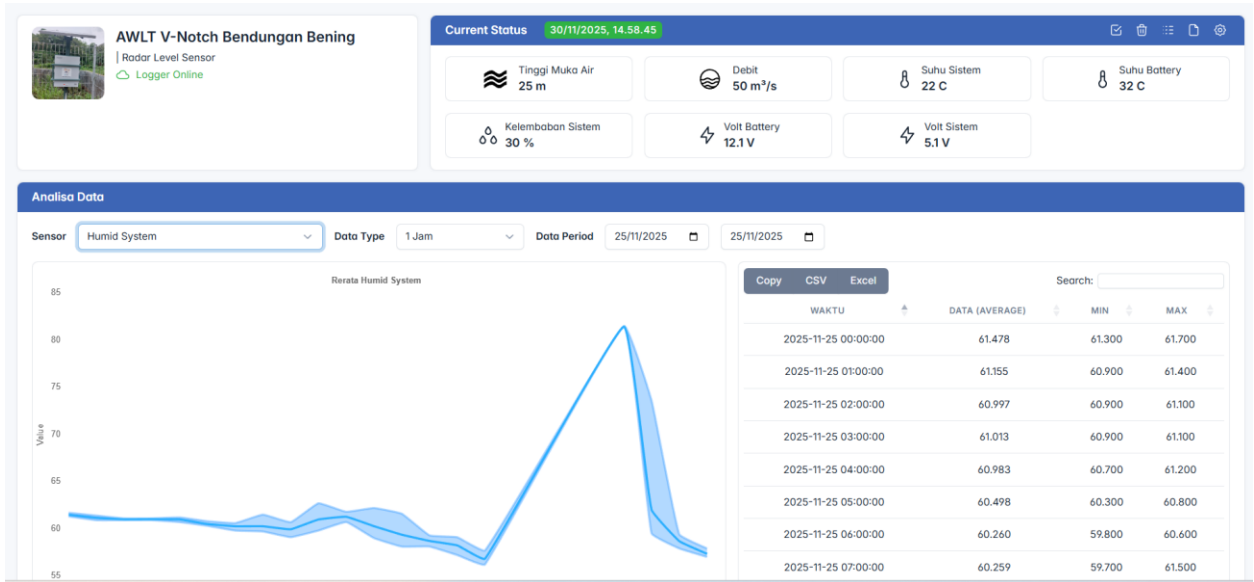 AWLT V-Notch Bendungan Bening
| Radar Level Sensor
Logger Online
Current Status 30/11/2025, 14.58.45
Tinggi Muka Air
25 m
Debit
50 m³/s
Suhu Sistem
22 C
Suhu Battery
32 C
Kelembaban Sistem
30 %
Volt Battery
12.1 V
Volt Sistem
5.1 V
Analisa Data
Sensor Humid System Data Type 1 Jam Data Period 25/11/2025 25/11/2025
Rerata Humid System
Value
85
80
75
70
65
60
55
Copy CSV Excel Search:
WAKTU DATA (AVERAGE) MIN MAX
2025-11-25 00:00:00 61.478 61.300 61.700
2025-11-25 01:00:00 61.155 60.900 61.400
2025-11-25 02:00:00 60.997 60.900 61.100
2025-11-25 03:00:00 61.013 60.900 61.100
2025-11-25 04:00:00 60.983 60.700 61.200
2025-11-25 05:00:00 60.498 60.300 60.800
2025-11-25 06:00:00 60.260 59.800 60.600
2025-11-25 07:00:00 60.259 59.700 61.500